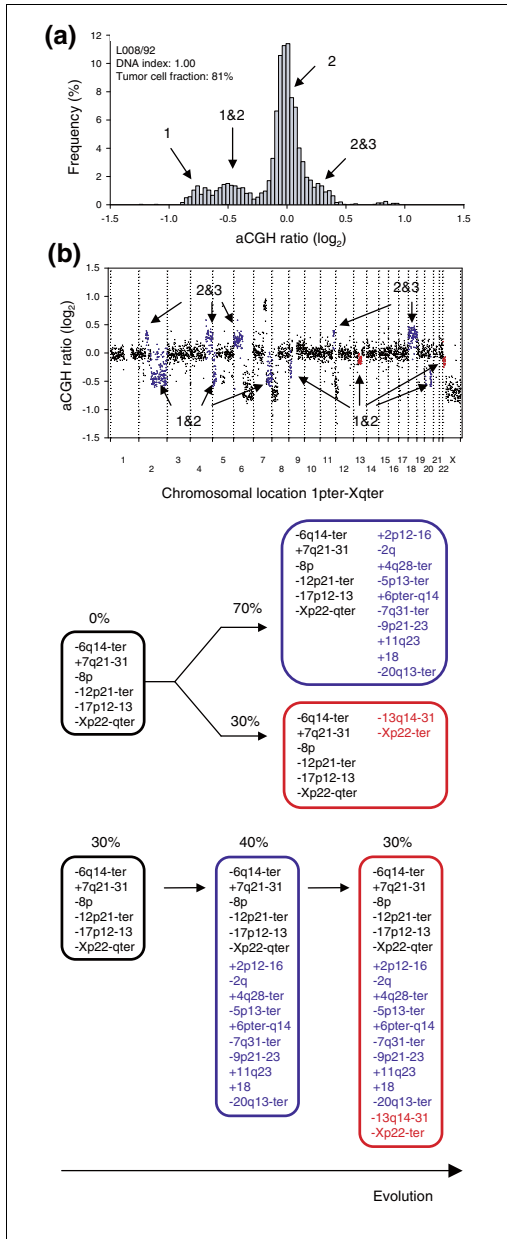 (a)
L008/92
DNA index: 1.00
Tumor cell fraction: 81%
Frequency (%)
12
10
8
6
4
2
0
1
1&2
2
2&3
-1.5
-1.0
-0.5
0.0
0.5
1.0
1.5
aCGH ratio (log2)
(b)
aCGH ratio (log2)
1.5
1.0
0.5
0.0
-0.5
-1.0
-1.5
2&3
2&3
1&2
1&2
1 3 5 7 9 11 13 15 17 19 21 X
2 4 6 8 10 12 14 16 18 20 22
Chromosomal location 1pter-Xqter
0%
-6q14-ter
+7q21-31
-8p
-12p21-ter
-17p12-13
-Xp22-qter
70%
-6q14-ter
+7q21-31
-8p
-12p21-ter
-17p12-13
-Xp22-qter
+2p12-16
-2q
+4q28-ter
-5p13-ter
+6pter-q14
-7q31-ter
-9p21-23
+11q23
+18
-20q13-ter
30%
-6q14-ter
+7q21-31
-8p
-12p21-ter
-17p12-13
-Xp22-qter
-13q14-31
-Xp22-ter
30%
-6q14-ter
+7q21-31
-8p
-12p21-ter
-17p12-13
-Xp22-qter
40%
-6q14-ter
+7q21-31
-8p
-12p21-ter
-17p12-13
-Xp22-qter
+2p12-16
-2q
+4q28-ter
-5p13-ter
+6pter-q14
-7q31-ter
-9p21-23
+11q23
+18
-20q13-ter
30%
-6q14-ter
+7q21-31
-8p
-12p21-ter
-17p12-13
-Xp22-qter
+2p12-16
-2q
+4q28-ter
-5p13-ter
+6pter-q14
-7q31-ter
-9p21-23
+11q23
+18
-20q13-ter
-13q14-31
-Xp22-ter
Evolution